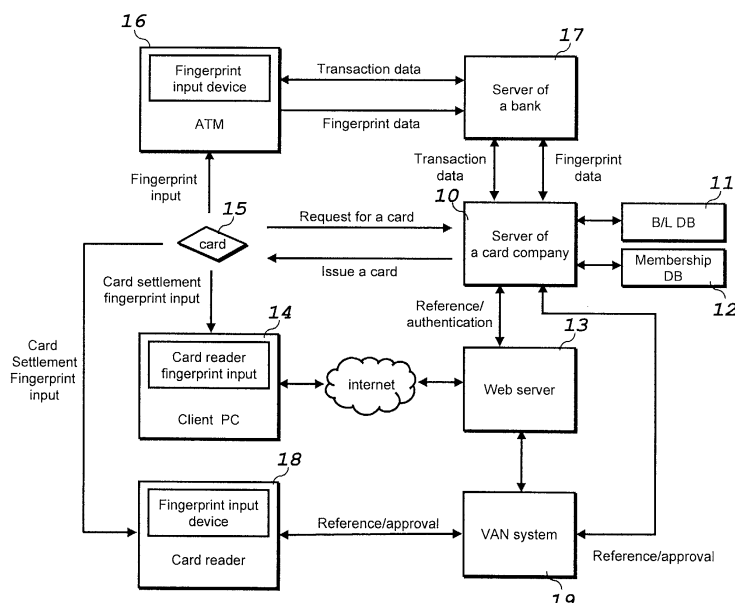 16
Fingerprint
input device
ATM
Transaction data
Fingerprint data
17
Server of
a bank
Fingerprint
input
Transaction
data
Fingerprint
data
15
card
Request for a card
Issue a card
10
Server of
a card company
11
B/L DB
Membership
DB
12
Card settlement
fingerprint input
Reference/
authentication
Card
Settlement
Fingerprint
input
14
Card reader
fingerprint input
Client PC
internet
13
Web server
18
Fingerprint input
device
Card reader
Reference/approval
VAN system
Reference/approval
19